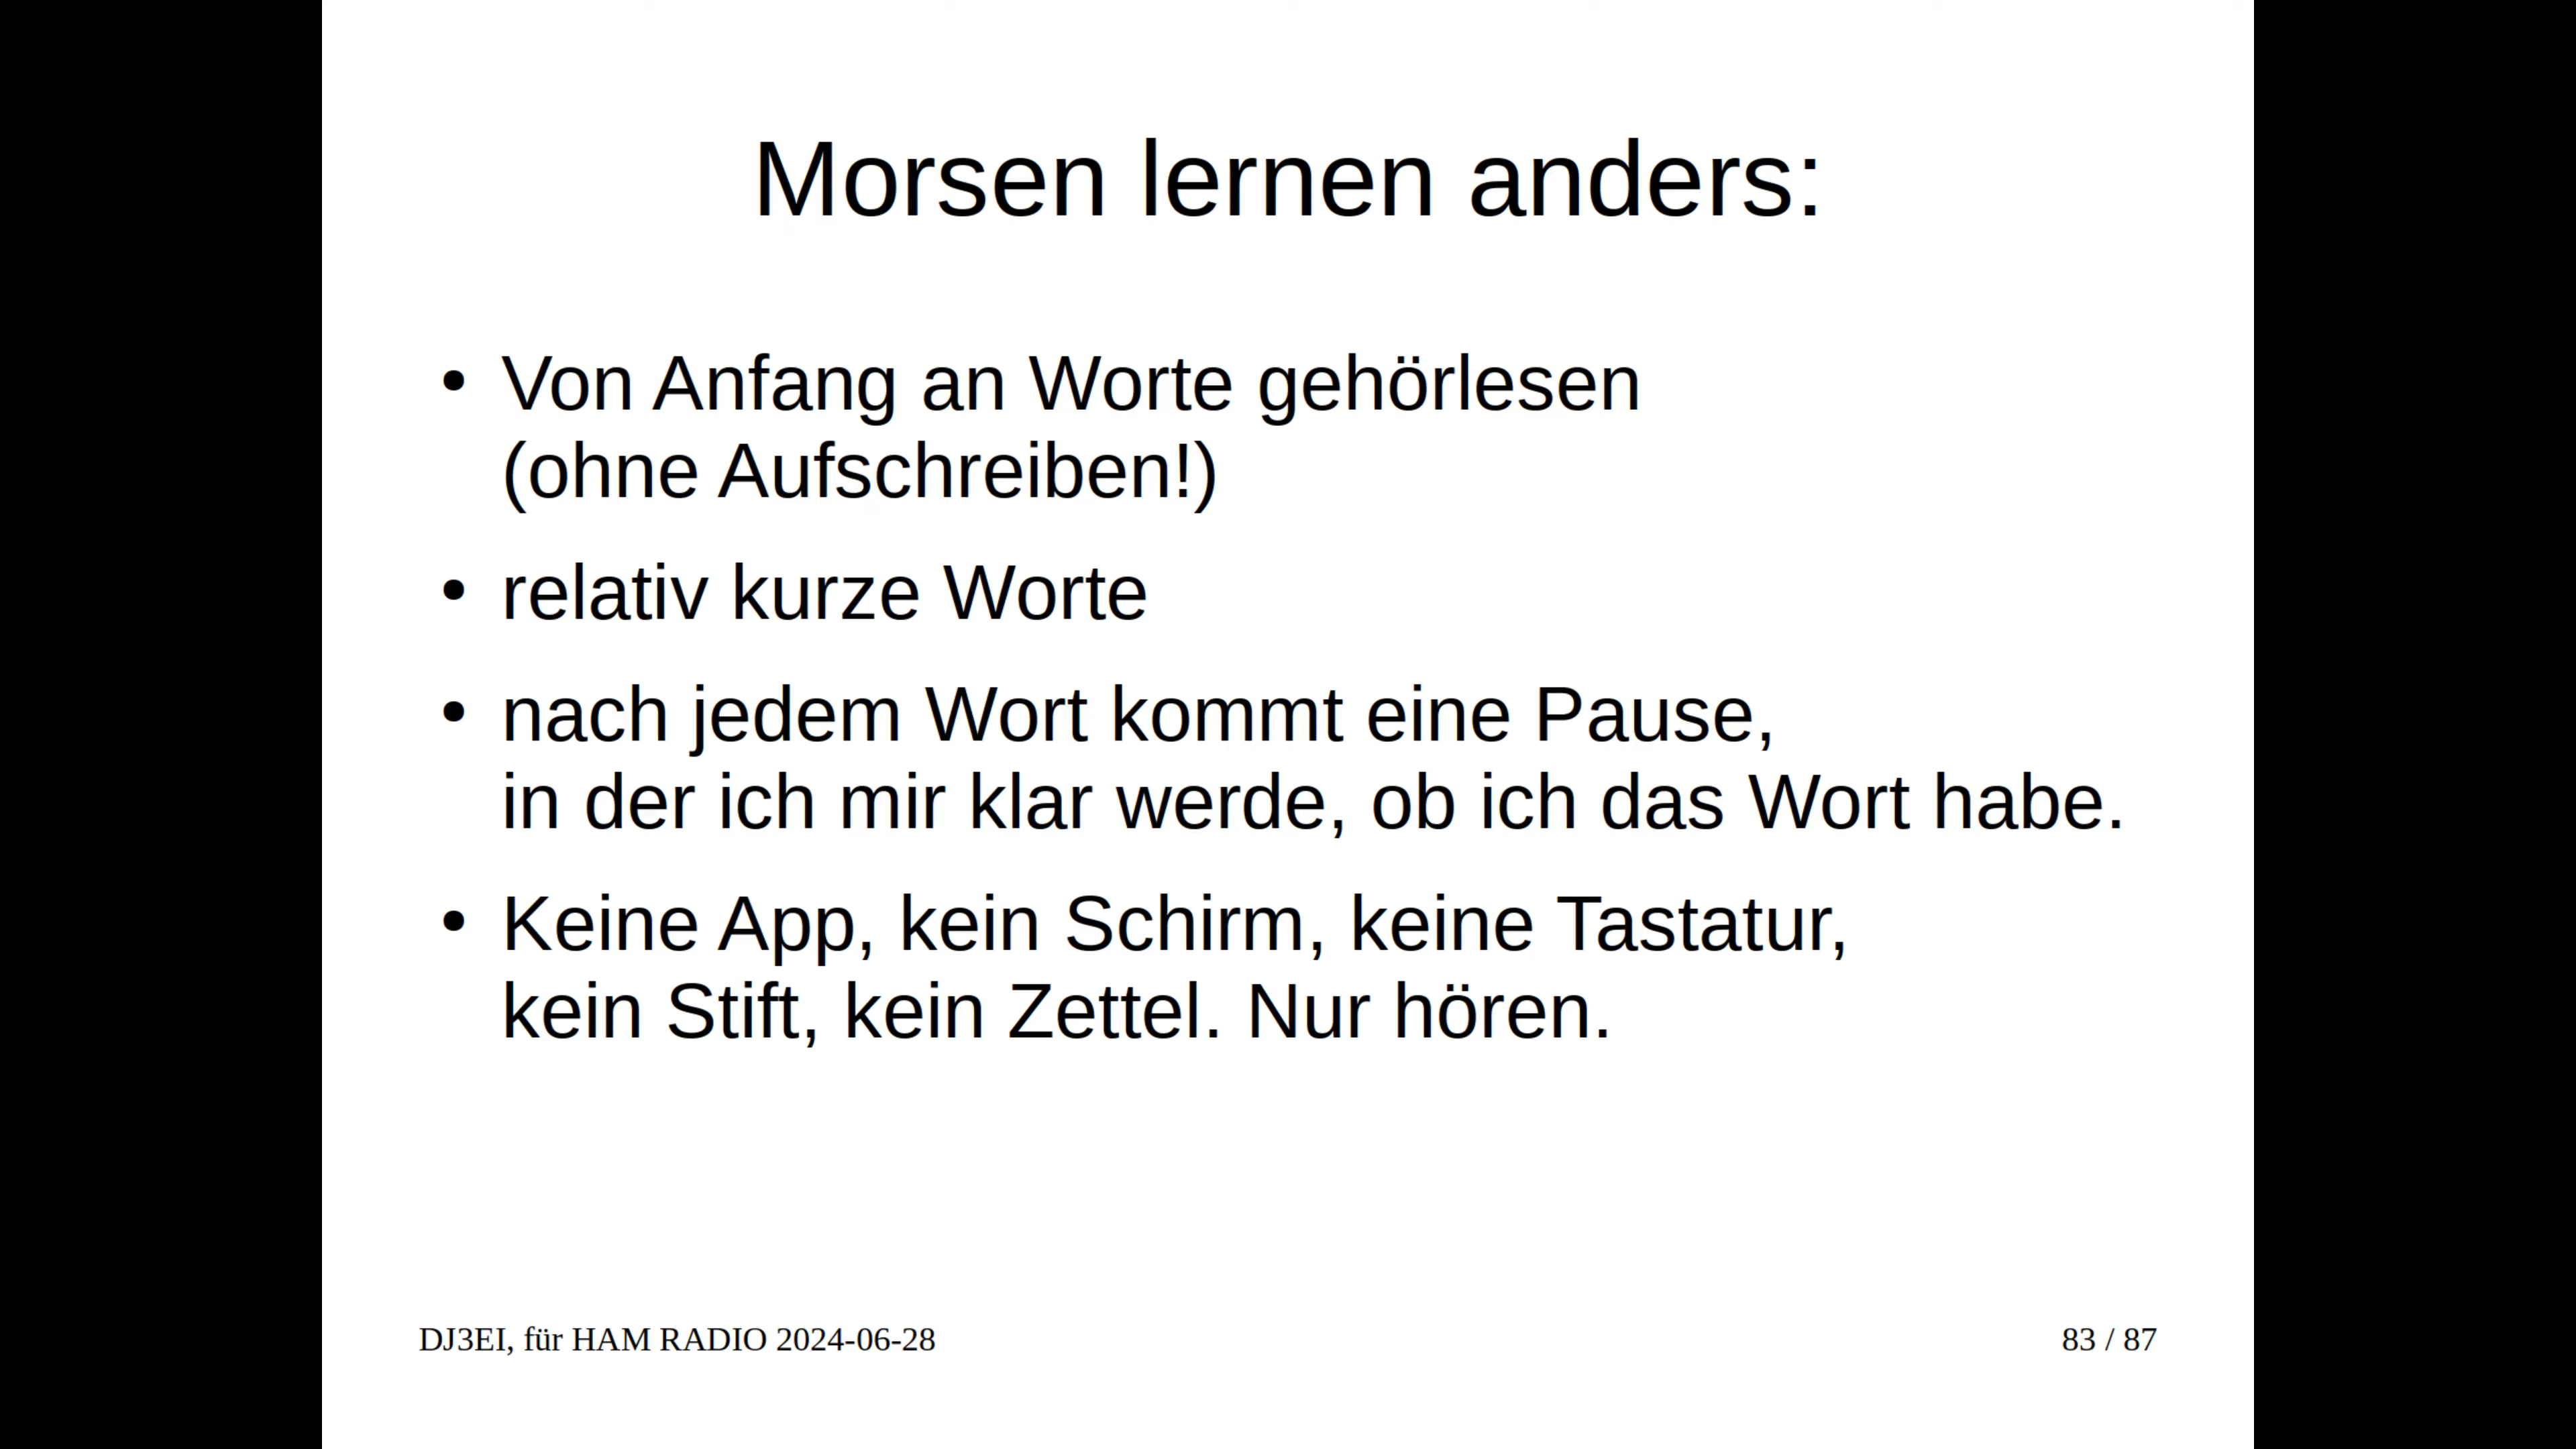 Morsen lernen anders:
• Von Anfang an Worte gehörlesen
(ohne Aufschreiben!)
• relativ kurze Worte
• nach jedem Wort kommt eine Pause,
in der ich mir klar werde, ob ich das Wort habe.
• Keine App, kein Schirm, keine Tastatur,
kein Stift, kein Zettel. Nur hören.
DJ3EI, für HAM RADIO 2024-06-28
83 / 87